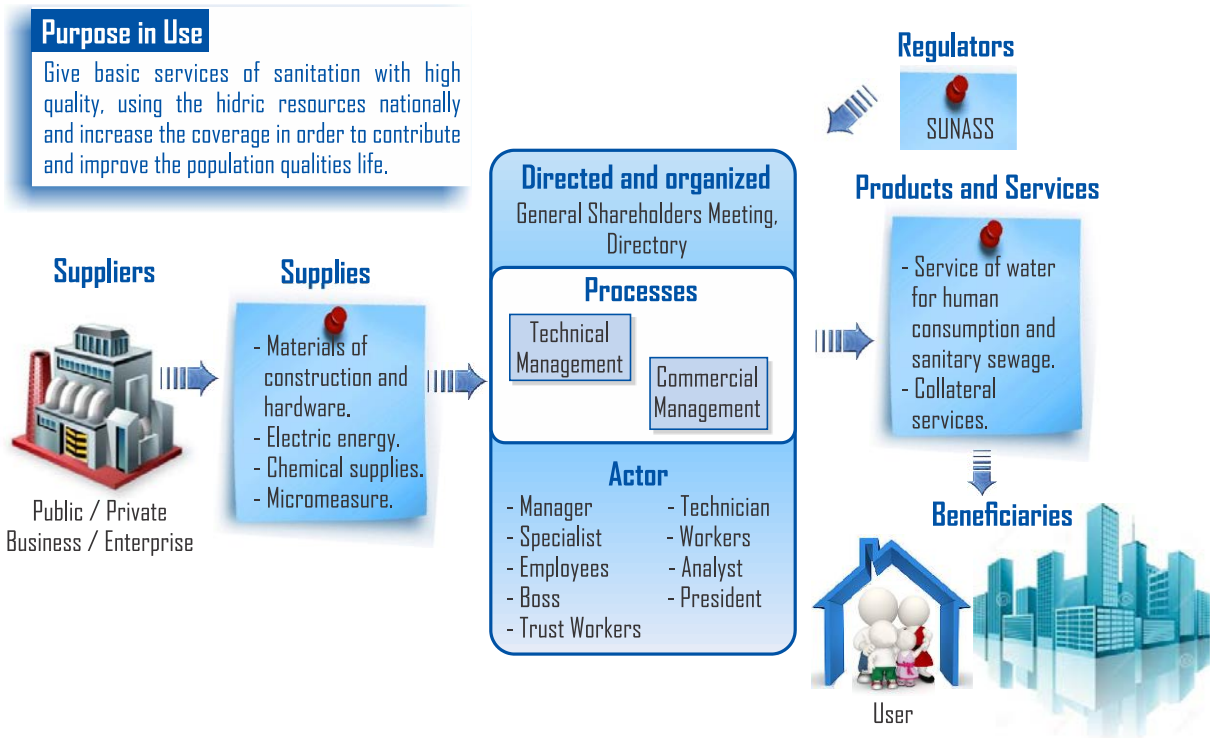 Purpose in Use
Give basic services of sanitation with high
quality, using the hidric resources nationally
and increase the coverage in order to contribute
and improve the population qualities life.
Regulators
SUNASS
Suppliers
Public / Private
Business / Enterprise
Supplies
- Materials of
construction and
hardware.
- Electric energy.
- Chemical supplies.
- Micromeasure.
Directed and organized
General Shareholders Meeting,
Directory
Processes
Technical
Management
Commercial
Management
Actor
- Manager
- Specialist
- Employees
- Boss
- Trust Workers
- Technician
- Workers
- Analyst
- President
Products and Services
- Service of water
for human
consumption and
sanitary sewage.
- Collateral
services.
Beneficiaries
User